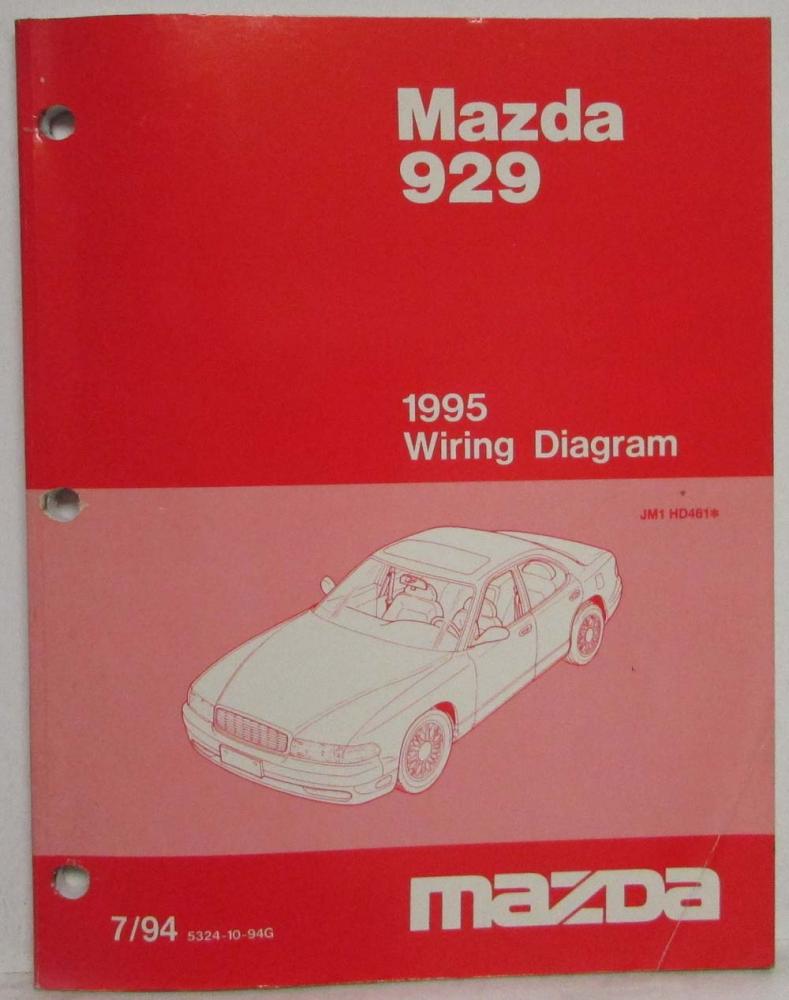 Mazda
929
1995
Wiring Diagram
JM1 HD461*
mazda
7/94 5324-10-94G